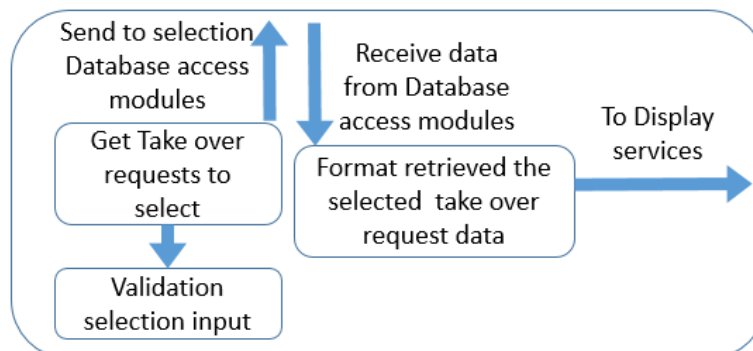 Send to selection
Database access
modules
Receive data
from Database
access modules
To Display
services
Get Take over
requests to
select
Format retrieved the
selected take over
request data
Validation
selection input